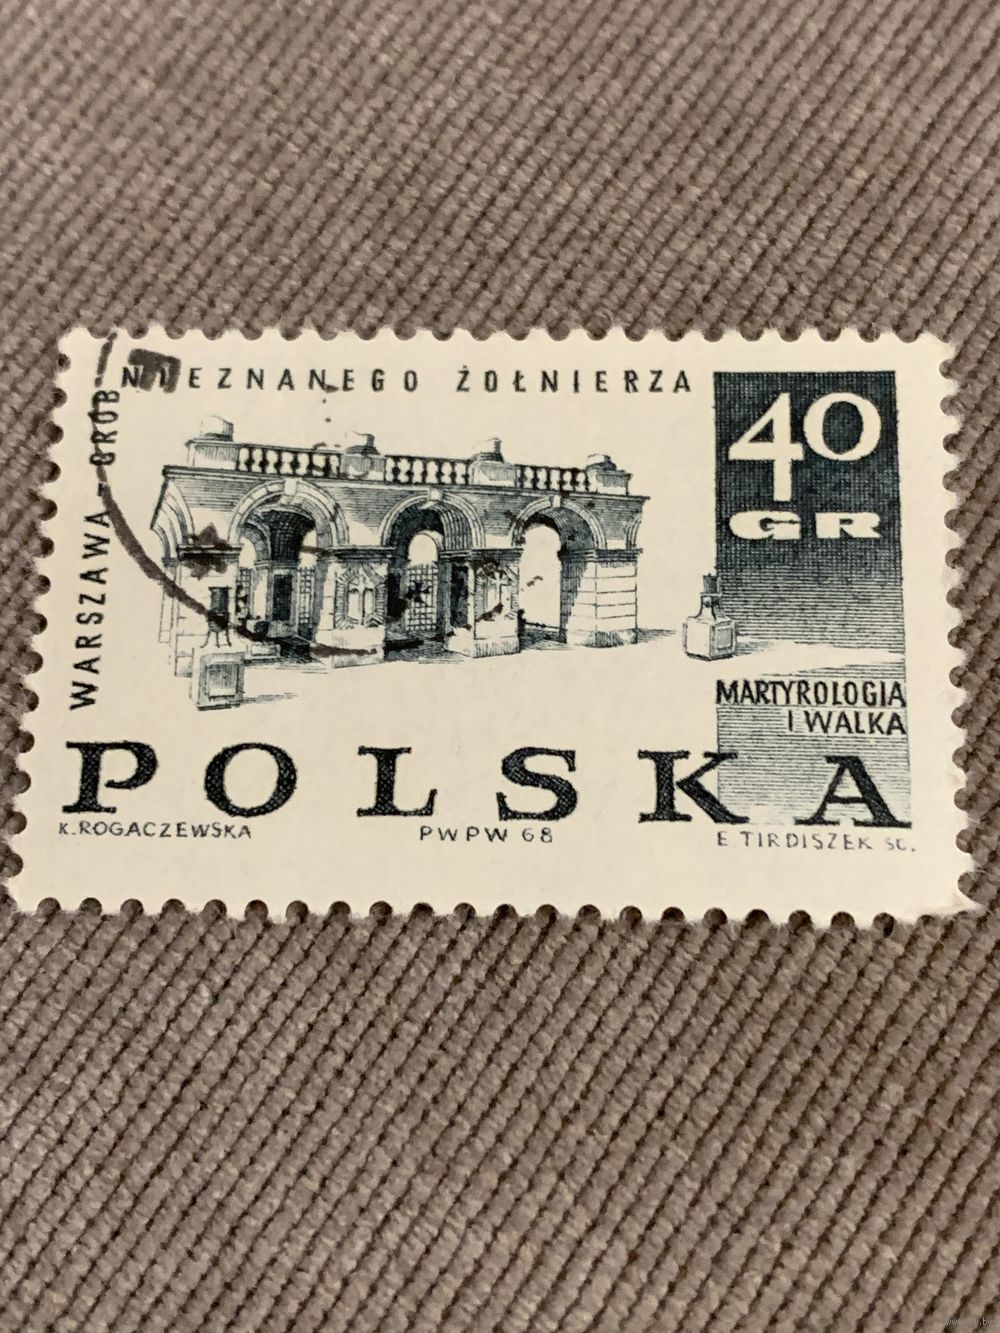 WARSZAWA-GRÓB
NIEZNANEGO ŻOŁNIERZA
40
GR
MARTYROLOGIA
I WALKA
POLSKA
K.ROGACZEWSKA PWPW 68 E.TIRDISZEK SC.